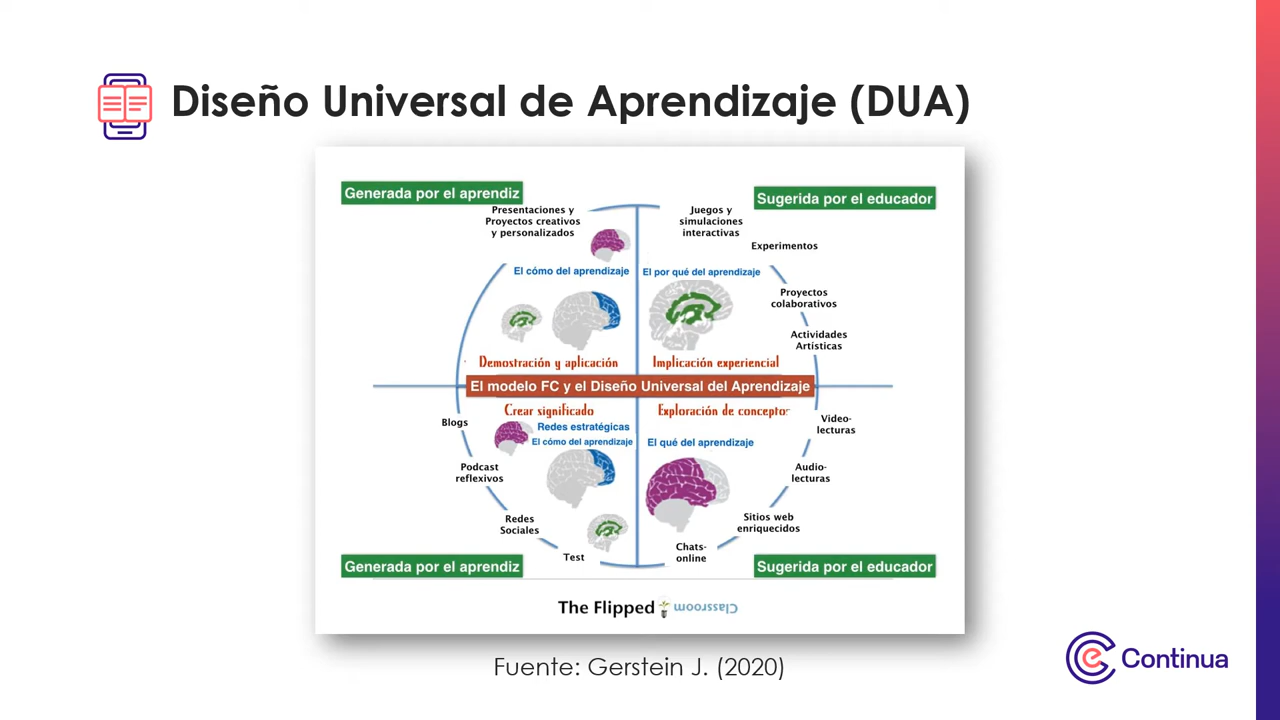 Diseño Universal de Aprendizaje (DUA)
Generada por el aprendiz
Sugerida por el educador
Presentaciones y
Proyectos creativos
y personalizados
Juegos y
simulaciones
interactivas
Experimentos
El cómo del aprendizaje
El por qué del aprendizaje
Proyectos
colaborativos
Actividades
Artísticas
Demostración y aplicación
Implicación experiencial
El modelo FC y el Diseño Universal del Aprendizaje
Crear significado
Exploración de concepto:
Blogs
Redes estratégicas
El cómo del aprendizaje
El qué del aprendizaje
Video-
lecturas
Podcast
reflexivos
Audio-
lecturas
Redes
Sociales
Sitios web
enriquecidos
Test
Chats-
online
Generada por el aprendiz
Sugerida por el educador
The Flipped Classroom
Fuente: Gerstein J. (2020)
Continua